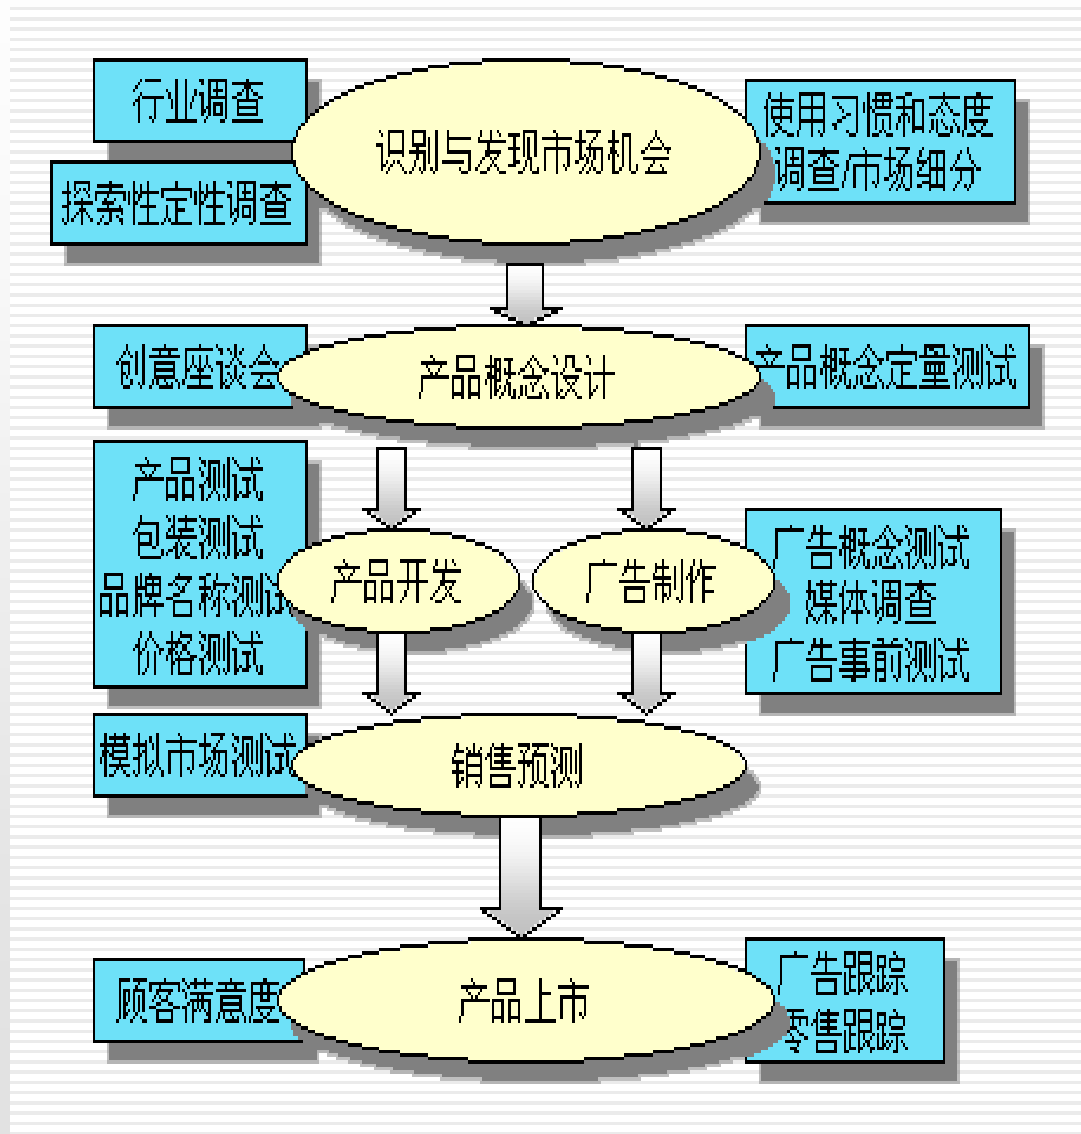 行业调查
探索性定性调查
识别与发现市场机会
使用习惯和态度
调查/市场细分
创意座谈会
产品概念设计
产品概念定量测试
产品测试
包装测试
品牌名称测试
价格测试
产品开发
广告制作
广告概念测试
媒体调查
广告事前测试
模拟市场测试
销售预测
顾客满意度
产品上市
广告跟踪
零售跟踪